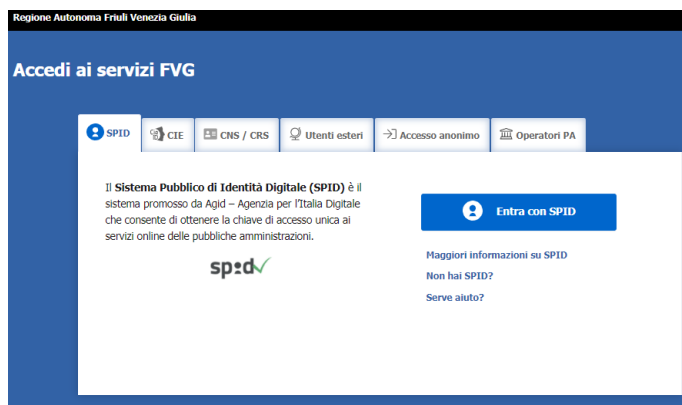 Regione Autonoma Friuli Venezia Giulia
Accedi ai servizi FVG
SPID CIE CNS / CRS Utenti esteri Accesso anonimo Operatori PA
Il Sistema Pubblico di Identità Digitale (SPID) è il
sistema promosso da Agid – Agenzia per l'Italia Digitale
che consente di ottenere la chiave di accesso unica ai
servizi online delle pubbliche amministrazioni.
spid
Entra con SPID
Maggiori informazioni su SPID
Non hai SPID?
Serve aiuto?